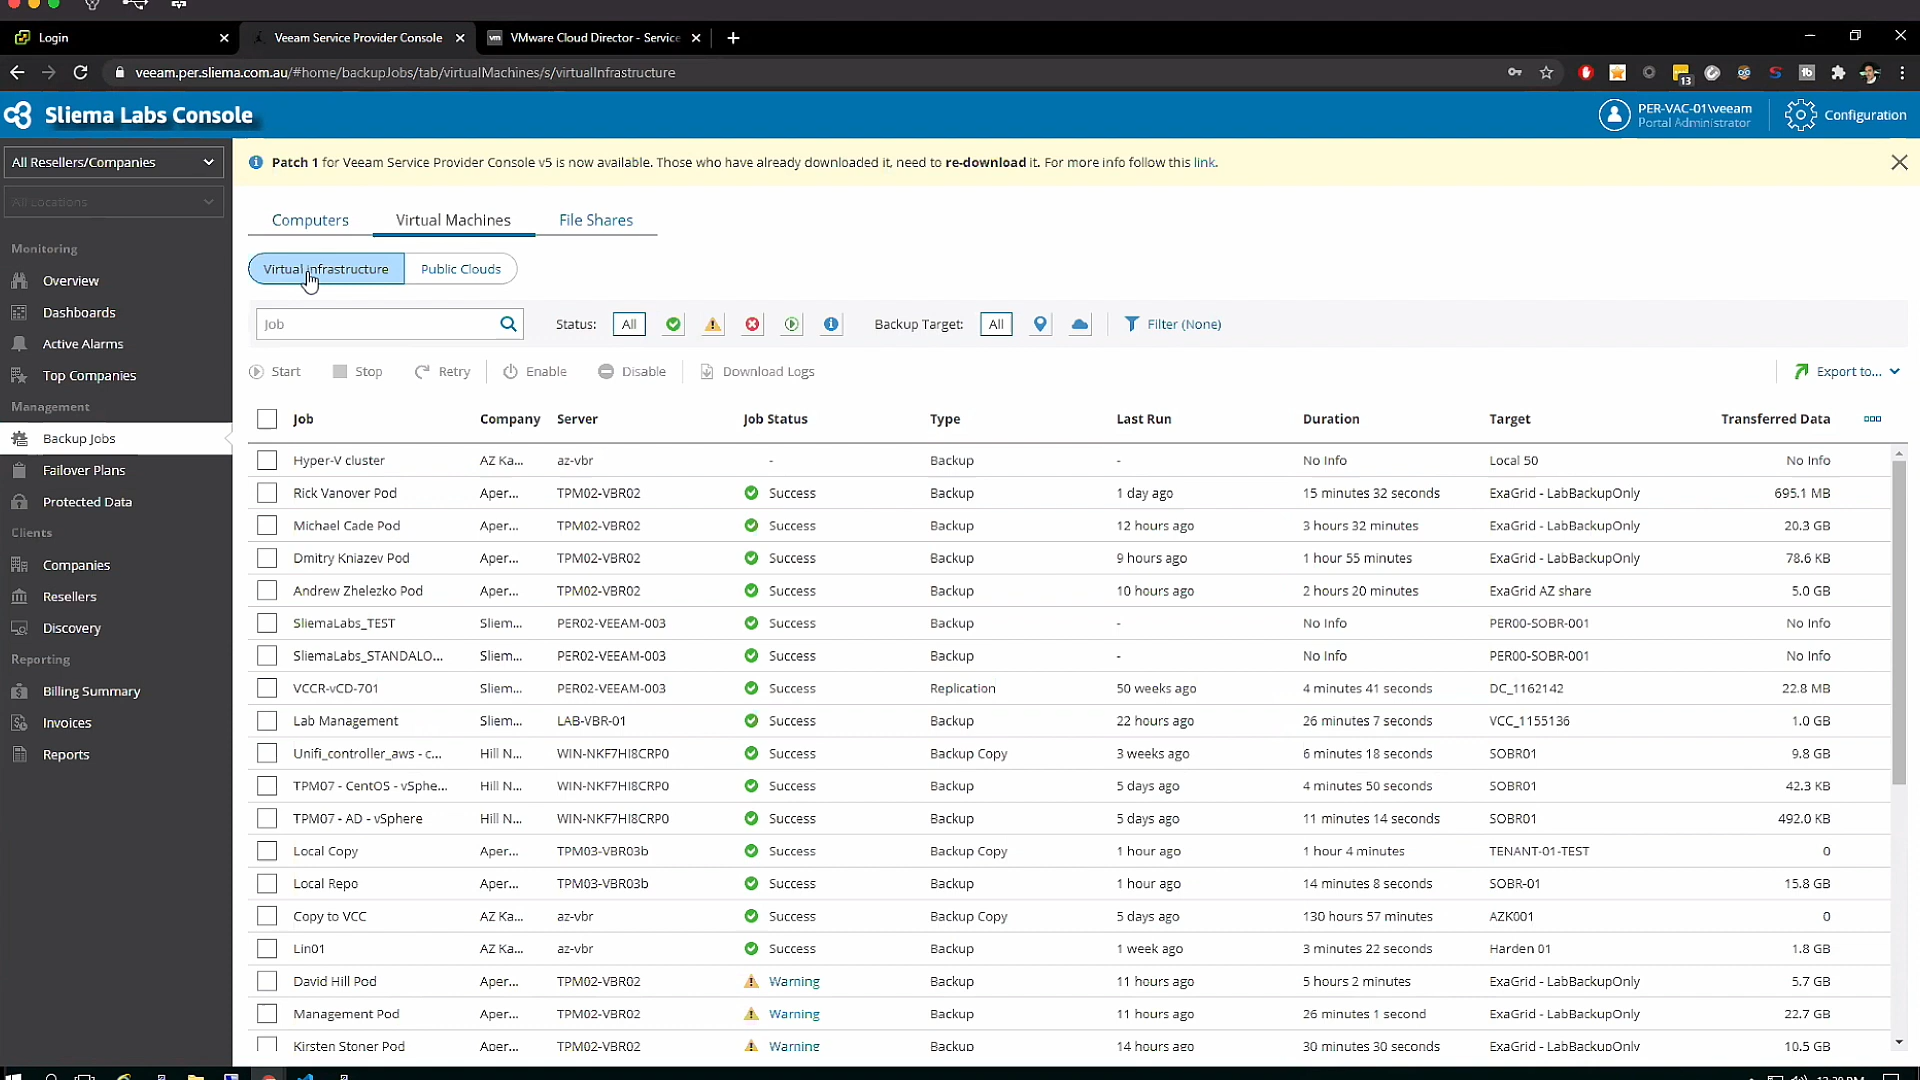 Login
Veeam Service Provider Console
VMware Cloud Director - Service
veeam.per.sliema.com.au/#home/backupJobs/tab/virtualMachines/s/virtualInfrastructure
13
Sliema Labs Console
PER-VAC-01\veeam
Portal Administrator
Configuration
All Resellers/Companies
All Locations
Patch 1 for Veeam Service Provider Console v5 is now available. Those who have already downloaded it, need to re-download it. For more info follow this link.
Computers Virtual Machines File Shares
Virtual Infrastructure Public Clouds
Job Status: All Backup Target: All Filter (None)
Start Stop Retry Enable Disable Download Logs Export to...
Monitoring
Overview
Dashboards
Active Alarms
Top Companies
Management
Backup Jobs
Failover Plans
Protected Data
Clients
Companies
Resellers
Discovery
Reporting
Billing Summary
Invoices
Reports
Job Company Server Job Status Type Last Run Duration Target Transferred Data
Hyper-V cluster AZ Ka... az-vbr - Backup - No Info Local 50 No Info
Rick Vanover Pod Aper... TPM02-VBR02 Success Backup 1 day ago 15 minutes 32 seconds ExaGrid - LabBackupOnly 695.1 MB
Michael Cade Pod Aper... TPM02-VBR02 Success Backup 12 hours ago 3 hours 32 minutes ExaGrid - LabBackupOnly 20.3 GB
Dmitry Kniazev Pod Aper... TPM02-VBR02 Success Backup 9 hours ago 1 hour 55 minutes ExaGrid - LabBackupOnly 78.6 KB
Andrew Zhelezko Pod Aper... TPM02-VBR02 Success Backup 10 hours ago 2 hours 20 minutes ExaGrid AZ share 5.0 GB
SliemaLabs_TEST Sliem... PER02-VEEAM-003 Success Backup - No Info PER00-SOBR-001 No Info
SliemaLabs_STANDALO... Sliem... PER02-VEEAM-003 Success Backup - No Info PER00-SOBR-001 No Info
VCCR-vCD-701 Sliem... PER02-VEEAM-003 Success Replication 50 weeks ago 4 minutes 41 seconds DC_1162142 22.8 MB
Lab Management Sliem... LAB-VBR-01 Success Backup 22 hours ago 26 minutes 7 seconds VCC_1155136 1.0 GB
Unifi_controller_aws - c... Hill N... WIN-NKF7HI8CRP0 Success Backup Copy 3 weeks ago 6 minutes 18 seconds SOBR01 9.8 GB
TPM07 - CentOS - vSphe... Hill N... WIN-NKF7HI8CRP0 Success Backup 5 days ago 4 minutes 50 seconds SOBR01 42.3 KB
TPM07 - AD - vSphere Hill N... WIN-NKF7HI8CRP0 Success Backup 5 days ago 11 minutes 14 seconds SOBR01 492.0 KB
Local Copy Aper... TPM03-VBR03b Success Backup Copy 1 hour ago 1 hour 4 minutes TENANT-01-TEST 0
Local Repo Aper... TPM03-VBR03b Success Backup 1 hour ago 14 minutes 8 seconds SOBR-01 15.8 GB
Copy to VCC AZ Ka... az-vbr Success Backup Copy 5 days ago 130 hours 57 minutes AZK001 0
Lin01 AZ Ka... az-vbr Success Backup 1 week ago 3 minutes 22 seconds Harden 01 1.8 GB
David Hill Pod Aper... TPM02-VBR02 Warning Backup 11 hours ago 5 hours 2 minutes ExaGrid - LabBackupOnly 5.7 GB
Management Pod Aper... TPM02-VBR02 Warning Backup 11 hours ago 26 minutes 1 second ExaGrid - LabBackupOnly 22.7 GB
Kirsten Stoner Pod Aper... TPM02-VBR02 Warning Backup 14 hours ago 30 minutes 30 seconds ExaGrid - LabBackupOnly 10.5 GB